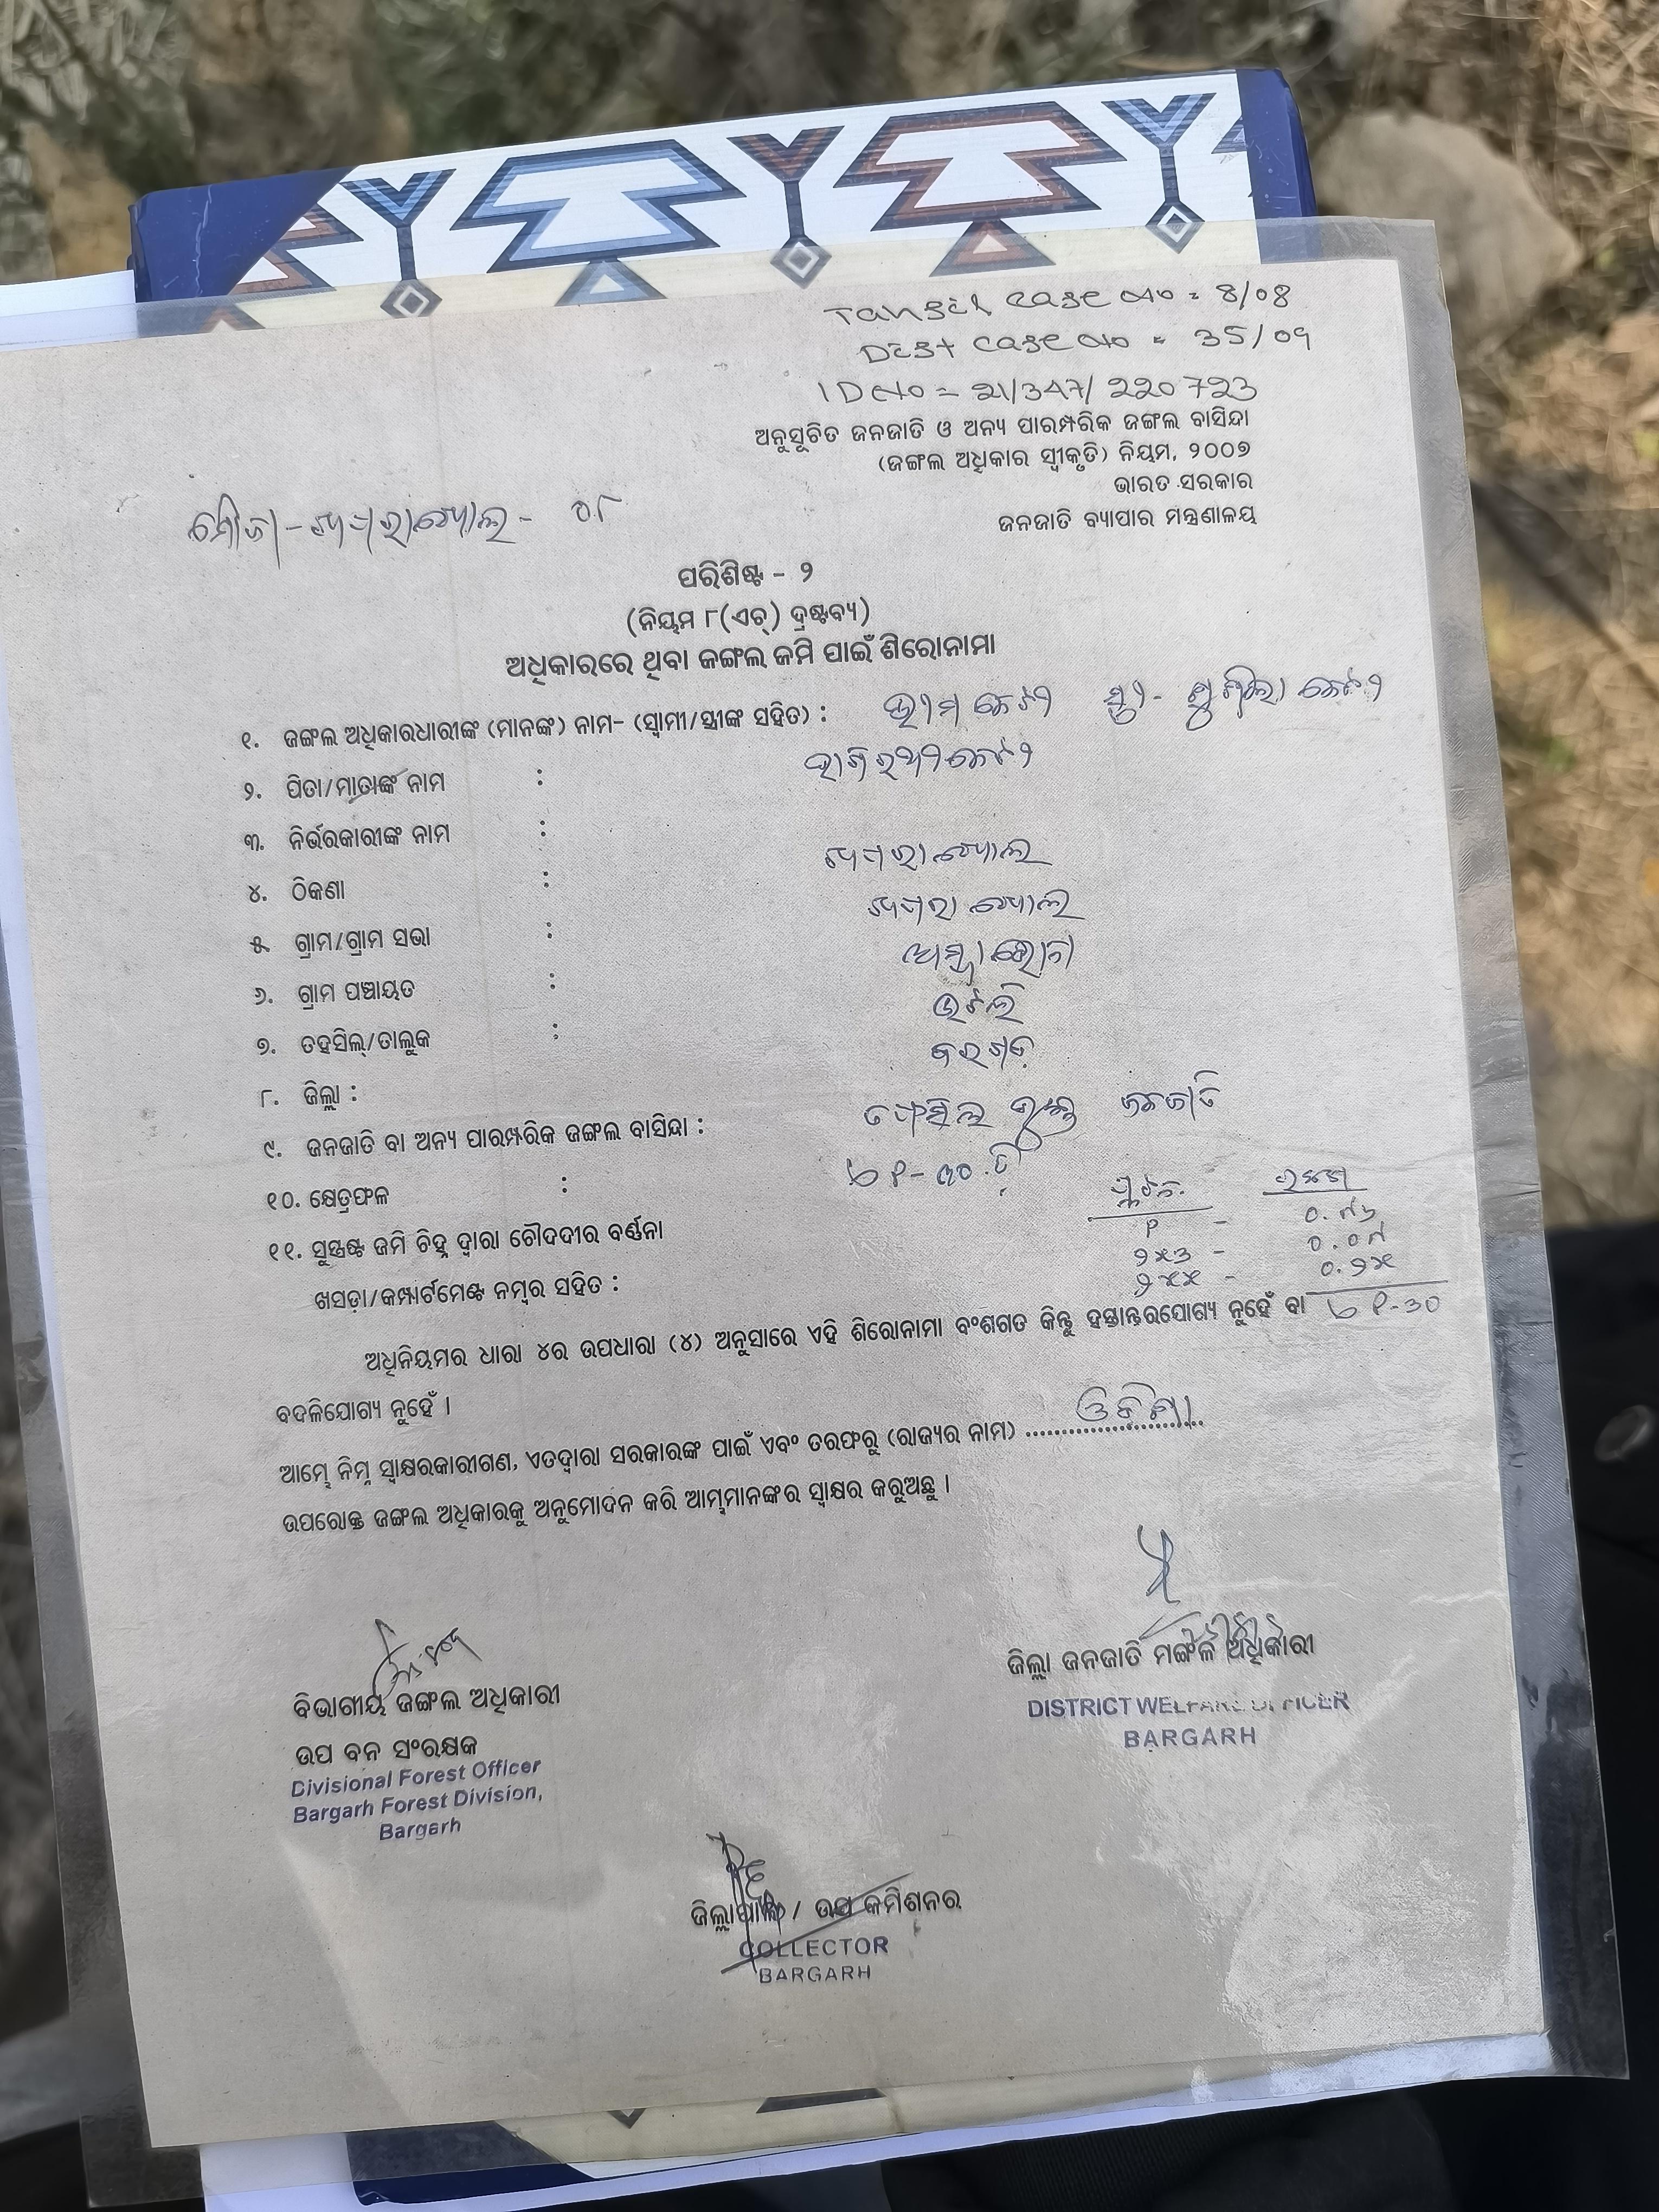 Tahsil Case No = 8/08
Dist Case No = 35/09
ID No = 21/347/220723
ଅନୁସୂଚିତ ଜନଜାତି ଓ ଅନ୍ୟ ପାରମ୍ପରିକ ଜଙ୍ଗଲ ବାସିନ୍ଦା
(ଜଙ୍ଗଲ ଅଧିକାର ସ୍ୱୀକୃତି) ନିୟମ, ୨୦୦୭
ଭାରତ ସରକାର
ଜନଜାତି ବ୍ୟାପାର ମନ୍ତ୍ରଣାଳୟ
ମୌଜା -
ପରିଶିଷ୍ଟ - ୨
(ନିୟମ ୮(ଏଚ୍) ଦ୍ରଷ୍ଟବ୍ୟ)
ଅଧିକାରରେ ଥିବା ଜଙ୍ଗଲ ଜମି ପାଇଁ ଶିରୋନାମା
୧. ଜଙ୍ଗଲ ଅଧିକାରଧାରୀଙ୍କ (ମାନଙ୍କ) ନାମ- (ସ୍ୱାମୀ/ସ୍ତ୍ରୀଙ୍କ ସହିତ) :
୨. ପିତା/ମାତାଙ୍କ ନାମ :
୩. ନିର୍ଭରକାରୀଙ୍କ ନାମ :
୪. ଠିକଣା :
୫. ଗ୍ରାମ/ଗ୍ରାମ ସଭା :
୬. ଗ୍ରାମ ପଞ୍ଚାୟତ :
୭. ତହସିଲ୍/ତାଲୁକ : ଭଟଲି
୮. ଜିଲ୍ଲା : ବରଗଡ଼
୯. ଜନଜାତି ବା ଅନ୍ୟ ପାରମ୍ପରିକ ଜଙ୍ଗଲ ବାସିନ୍ଦା : ତଫସିଲ ଭୁକ୍ତ ଜନଜାତି
୧୦. କ୍ଷେତ୍ରଫଳ :
୧୧. ସୁସ୍ପଷ୍ଟ ଜମି ଚିହ୍ନ ଦ୍ୱାରା ଚୌଦଦୀର ବର୍ଣ୍ଣନା
ଖସଡ଼ା/କମ୍ପାର୍ଟମେଣ୍ଟ ନମ୍ବର ସହିତ :
ଅଧିନିୟମର ଧାରା ୪ର ଉପଧାରା (୪) ଅନୁସାରେ ଏହି ଶିରୋନାମା ବଂଶଗତ କିନ୍ତୁ ହସ୍ତାନ୍ତରଯୋଗ୍ୟ ନୁହେଁ ବା
ବଦଳିଯୋଗ୍ୟ ନୁହେଁ ।
ଆମ୍ଭେ ନିମ୍ନ ସ୍ୱାକ୍ଷରକାରୀଗଣ, ଏତଦ୍ୱାରା ସରକାରଙ୍କ ପାଇଁ ଏବଂ ତରଫରୁ (ରାଜ୍ୟର ନାମ) ଓଡିଶା
ଉପରୋକ୍ତ ଜଙ୍ଗଲ ଅଧିକାରକୁ ଅନୁମୋଦନ କରି ଆମ୍ଭମାନଙ୍କର ସ୍ୱାକ୍ଷର କରୁଅଛୁ ।
ଜିଲ୍ଲା ଜନଜାତି ମଙ୍ଗଳ ଅଧିକାରୀ
DISTRICT WELFARE OFFICER
BARGARH
ବିଭାଗୀୟ ଜଙ୍ଗଲ ଅଧିକାରୀ
ଉପ ବନ ସଂରକ୍ଷକ
Divisional Forest Officer
Bargarh Forest Division,
Bargarh
ଜିଲ୍ଲାପାଳ / ଉପ କମିଶନର
COLLECTOR
BARGARH